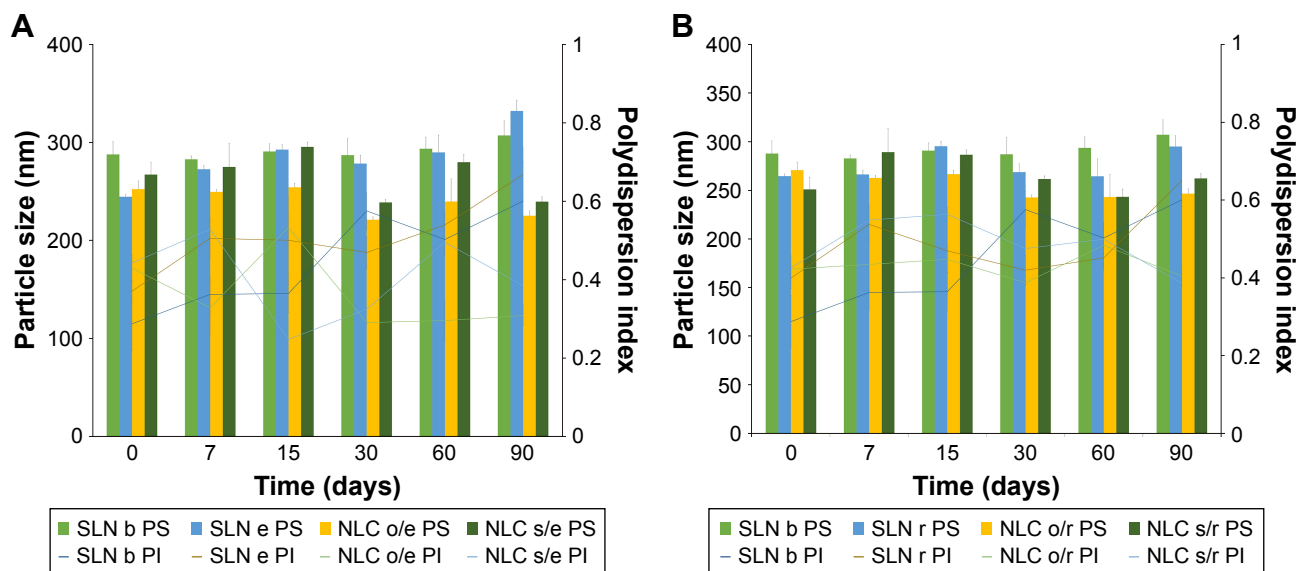 A
Particle size (nm)
400
300
200
100
0
1
0.8
0.6
0.4
0.2
0
Polydispersion index
0 7 15 30 60 90
Time (days)
SLN b PS SLN e PS NLC o/e PS NLC s/e PS
SLN b PI SLN e PI NLC o/e PI NLC s/e PI
B
Particle size (nm)
400
350
300
250
200
150
100
50
0
1
0.8
0.6
0.4
0.2
0
Polydispersion index
0 7 15 30 60 90
Time (days)
SLN b PS SLN r PS NLC o/r PS NLC s/r PS
SLN b PI SLN r PI NLC o/r PI NLC s/r PI